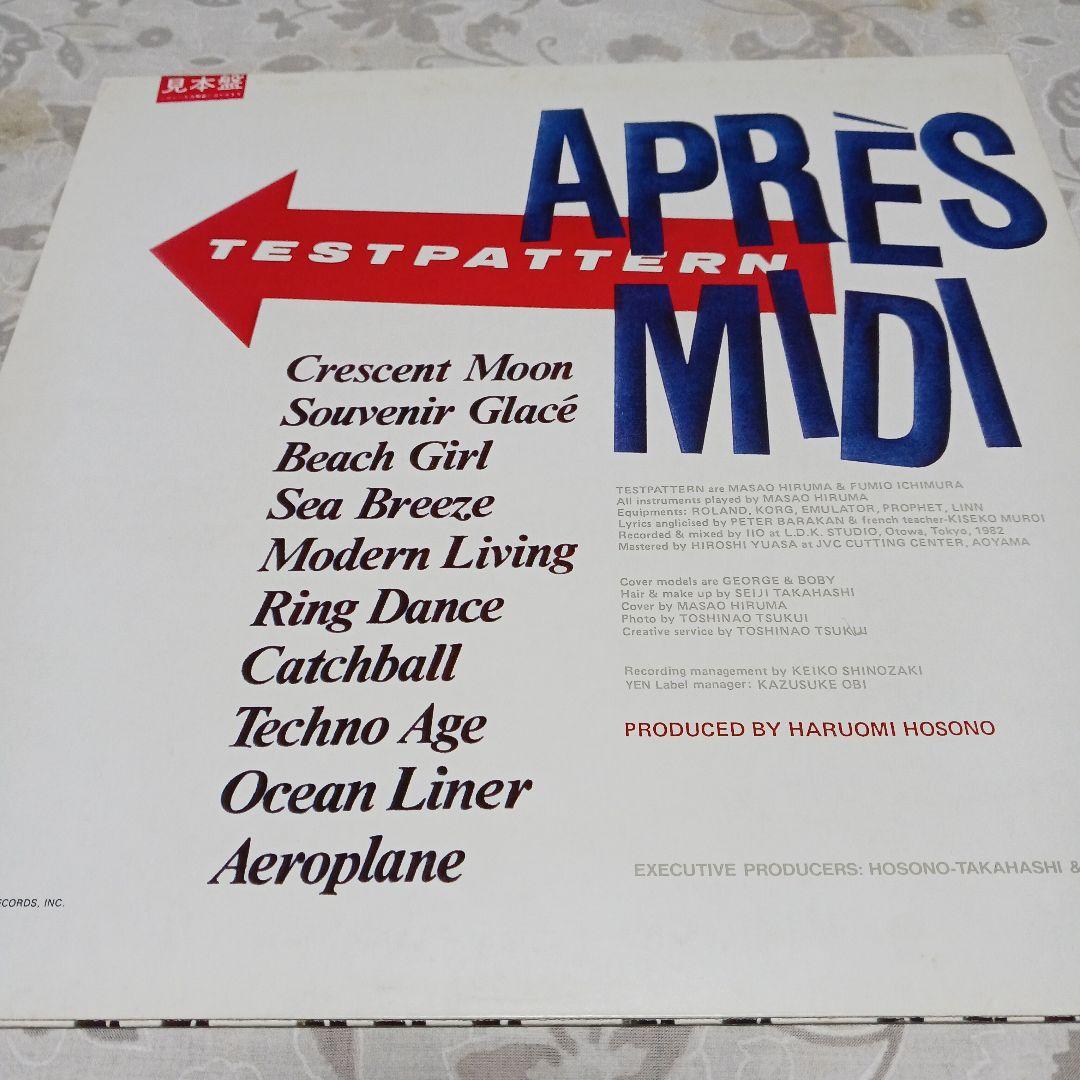 見本盤
APRÈS
TESTPATTERN
MIDI
Crescent Moon
Souvenir Glacé
Beach Girl
Sea Breeze
Modern Living
Ring Dance
Catchball
Techno Age
Ocean Liner
Aeroplane
TESTPATTERN are MASAO HIRUMA & FUMIO ICHIMURA
All instruments played by MASAO HIRUMA
Equipments: ROLAND, KORG, EMULATOR, PROPHET, LINN
Lyrics anglicised by PETER BARAKAN & french teacher-KISEKO MUROI
Recorded & mixed by IIO at L.D.K. STUDIO, Otowa, Tokyo, 1982
Mastered by HIROSHI YUASA at JVC CUTTING CENTER, AOYAMA
Cover models are GEORGE & BOBY
Hair & make up by SEIJI TAKAHASHI
Cover by MASAO HIRUMA
Photo by TOSHINAO TSUKUI
Creative service by TOSHINAO TSUKUI
Recording management by KEIKO SHINOZAKI
YEN Label manager: KAZUSUKE OBI
PRODUCED BY HARUOMI HOSONO
EXECUTIVE PRODUCERS: HOSONO-TAKAHASHI &
ECORDS, INC.